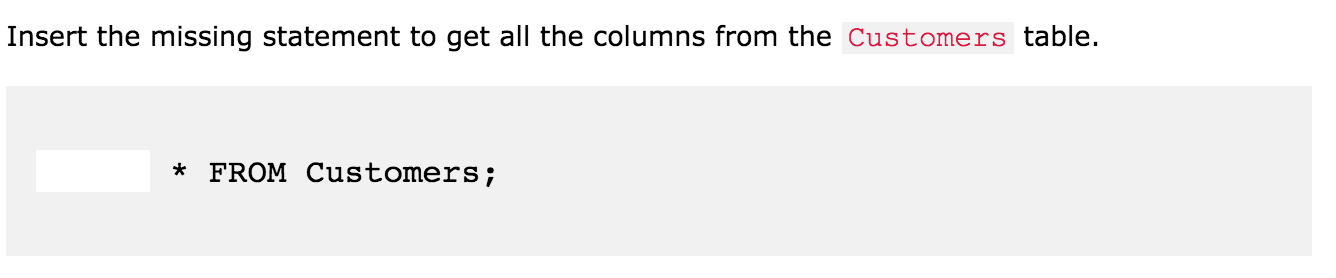 Insert the missing statement to get all the columns from the Customers table.
* FROM Customers;